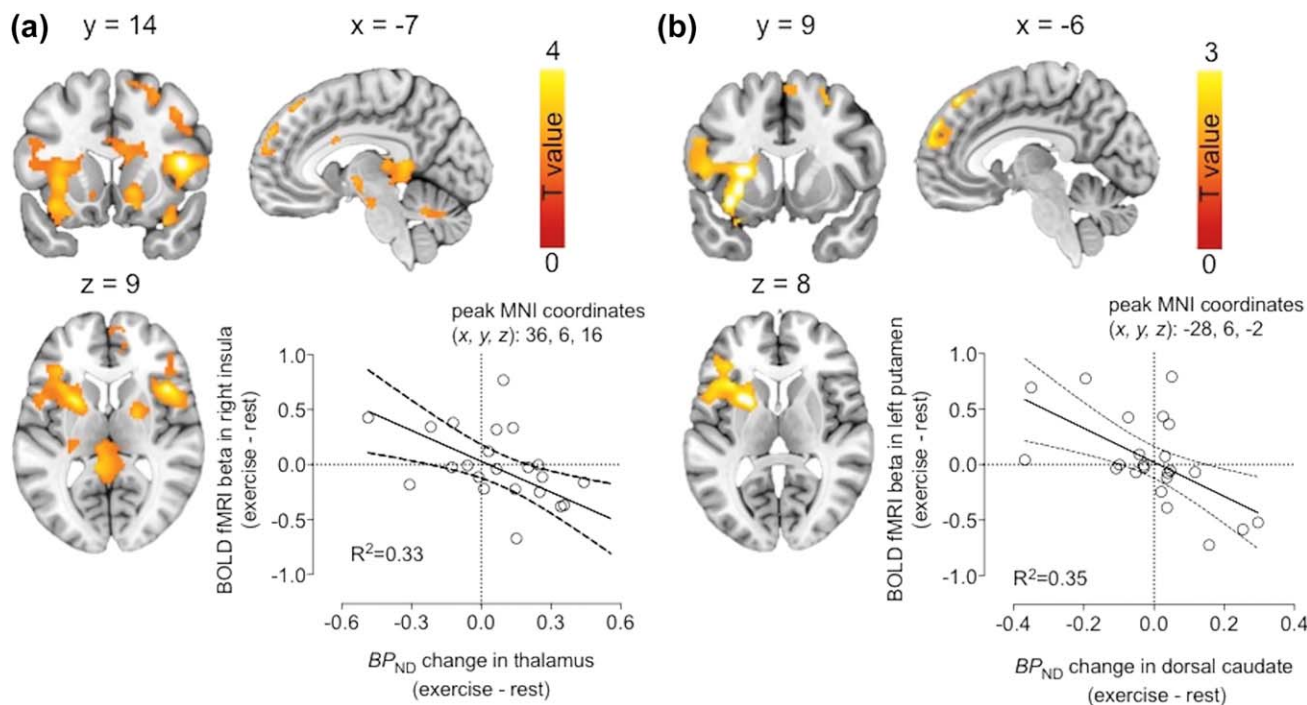 (a)
y = 14
x = -7
4
T value
0
z = 9
peak MNI coordinates
(x, y, z): 36, 6, 16
BOLD fMRI beta in right insula
(exercise - rest)
1.0
0.5
0.0
-0.5
-1.0
R²=0.33
-0.6
-0.3
0.0
0.3
0.6
BP_ND change in thalamus
(exercise - rest)
(b)
y = 9
x = -6
3
T value
0
z = 8
peak MNI coordinates
(x, y, z): -28, 6, -2
BOLD fMRI beta in left putamen
(exercise - rest)
1.0
0.5
0.0
-0.5
-1.0
R²=0.35
-0.4
-0.2
0.0
0.2
0.4
BP_ND change in dorsal caudate
(exercise - rest)